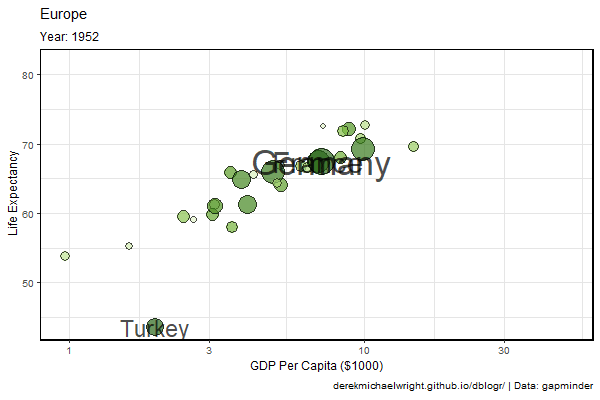 Europe
Year: 1952
80
70
Germany
60
50
Turkey
1
3
10
30
Life Expectancy
GDP Per Capita ($1000)
derekmichaelwright.github.io/dblogr/ | Data: gapminder